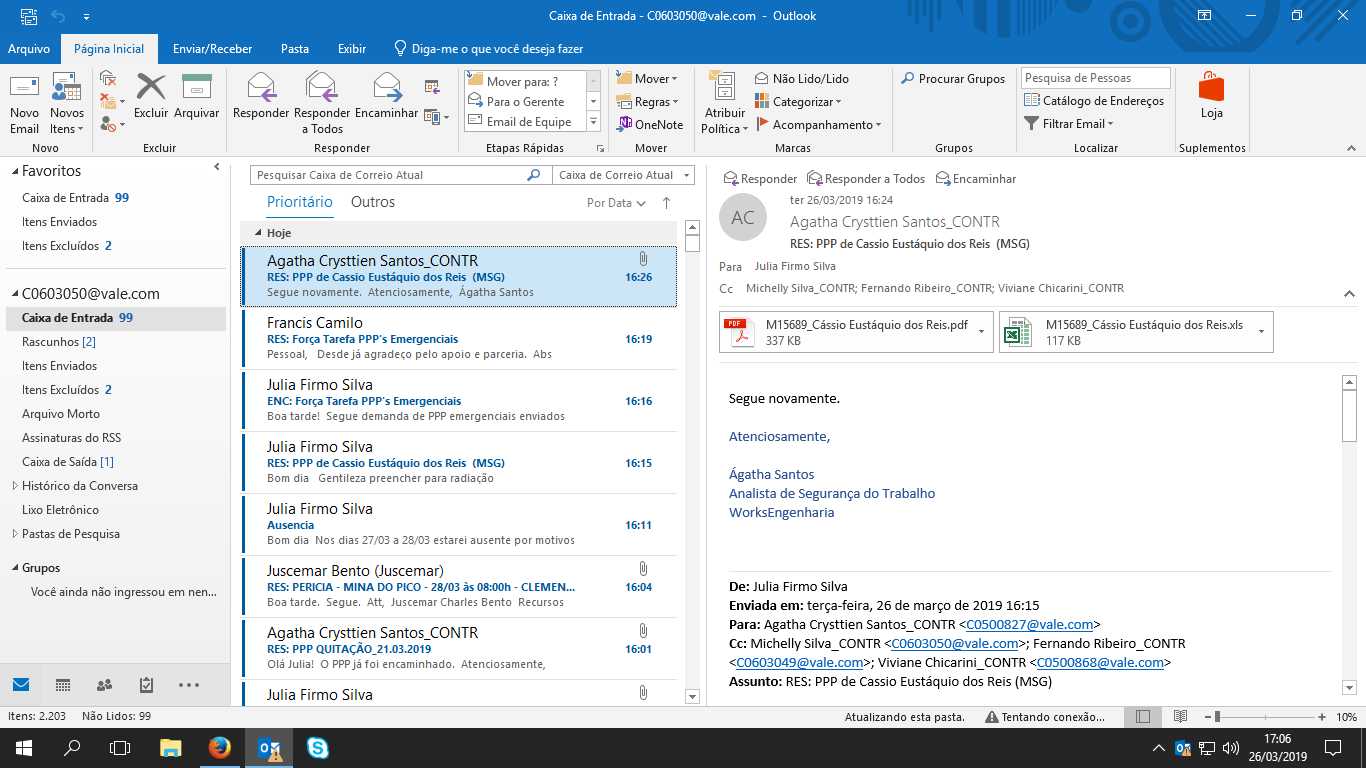 Caixa de Entrada - C0603050@vale.com - Outlook
Arquivo
Página Inicial
Enviar/Receber
Pasta
Exibir
Diga-me o que você deseja fazer
Novo Email
Novos Itens
Novo
Excluir
Arquivar
Excluir
Responder
Responder a Todos
Encaminhar
Responder
Mover para: ?
Para o Gerente
Email de Equipe
Etapas Rápidas
Mover
Regras
OneNote
Mover
Atribuir Política
Não Lido/Lido
Categorizar
Acompanhamento
Marcas
Procurar Grupos
Grupos
Pesquisa de Pessoas
Catálogo de Endereços
Filtrar Email
Localizar
Loja
Suplementos
Favoritos
Caixa de Entrada 99
Itens Enviados
Itens Excluídos 2
C0603050@vale.com
Caixa de Entrada 99
Rascunhos [2]
Itens Enviados
Itens Excluídos 2
Arquivo Morto
Assinaturas do RSS
Caixa de Saída [1]
Histórico da Conversa
Lixo Eletrônico
Pastas de Pesquisa
Grupos
Você ainda não ingressou em nen...
Pesquisar Caixa de Correio Atual
Caixa de Correio Atual
Prioritário
Outros
Por Data
Hoje
Agatha Crysttien Santos_CONTR
RES: PPP de Cassio Eustáquio dos Reis (MSG) 16:26
Segue novamente. Atenciosamente, Ágatha Santos
Francis Camilo
RES: Força Tarefa PPP's Emergenciais 16:19
Pessoal, Desde já agradeço pelo apoio e parceria. Abs
Julia Firmo Silva
ENC: Força Tarefa PPP's Emergenciais 16:16
Boa tarde! Segue demanda de PPP emergenciais enviados
Julia Firmo Silva
RES: PPP de Cassio Eustáquio dos Reis (MSG) 16:15
Bom dia Gentileza preencher para radiação
Julia Firmo Silva
Ausencia 16:11
Bom dia Nos dias 27/03 a 28/03 estarei ausente por motivos
Juscemar Bento (Juscemar)
RES: PERICIA - MINA DO PICO - 28/03 às 08:00h - CLEMEN... 16:04
Boa tarde. Segue. Att, Juscemar Charles Bento Recursos
Agatha Crysttien Santos_CONTR
RES: PPP QUITAÇÃO_21.03.2019 16:01
Olá Julia! O PPP já foi encaminhado. Atenciosamente,
Julia Firmo Silva
Responder
Responder a Todos
Encaminhar
AC
ter 26/03/2019 16:24
Agatha Crysttien Santos_CONTR
RES: PPP de Cassio Eustáquio dos Reis (MSG)
Para Julia Firmo Silva
Cc Michelly Silva_CONTR; Fernando Ribeiro_CONTR; Viviane Chicarini_CONTR
PDF
M15689_Cássio Eustáquio dos Reis.pdf
337 KB
M15689_Cássio Eustáquio dos Reis.xls
117 KB
Segue novamente.
Atenciosamente,
Ágatha Santos
Analista de Segurança do Trabalho
WorksEngenharia
De: Julia Firmo Silva
Enviada em: terça-feira, 26 de março de 2019 16:15
Para: Agatha Crysttien Santos_CONTR <C0500827@vale.com>
Cc: Michelly Silva_CONTR <C0603050@vale.com>; Fernando Ribeiro_CONTR
<C0603049@vale.com>; Viviane Chicarini_CONTR <C0500868@vale.com>
Assunto: RES: PPP de Cassio Eustáquio dos Reis (MSG)
Itens: 2.203 Não Lidos: 99
Atualizando esta pasta.
Tentando conexão...
10%
17:06
26/03/2019